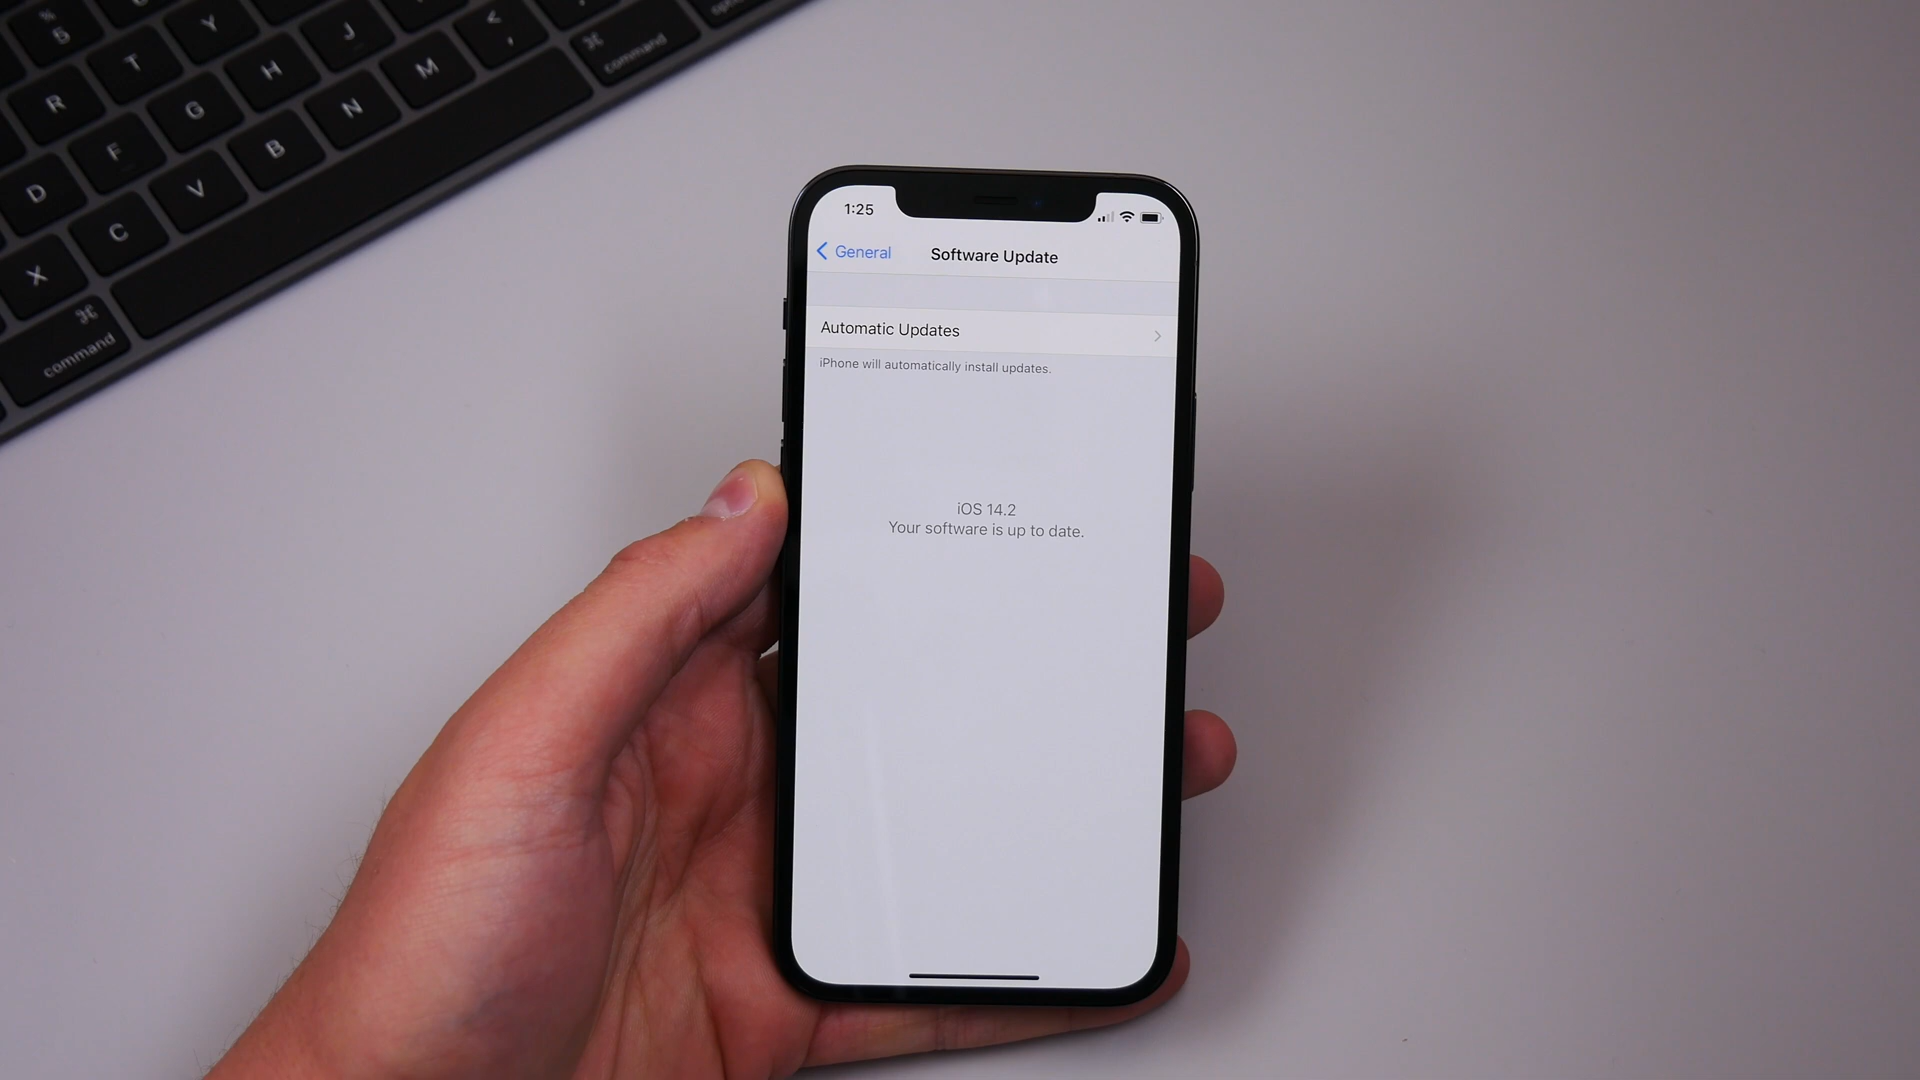 % 5
T
Y
J
<
,
⌘
command
R
G
H
N
M
D
F
V
B
X
C
⌘
command
1:25
General
Software Update
Automatic Updates
iPhone will automatically install updates.
iOS 14.2
Your software is up to date.